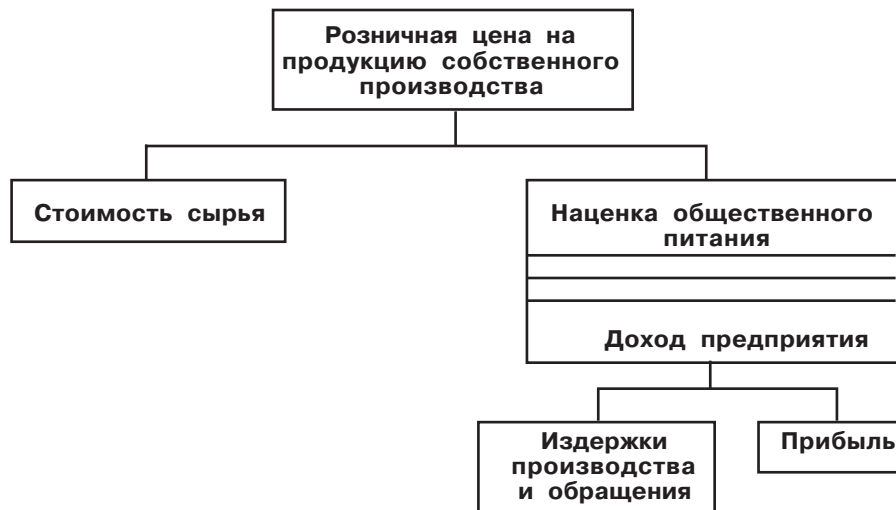 Розничная цена на
продукцию собственного
производства
Стоимость сырья
Наценка общественного
питания
Доход предприятия
Издержки
производства
и обращения
Прибыль